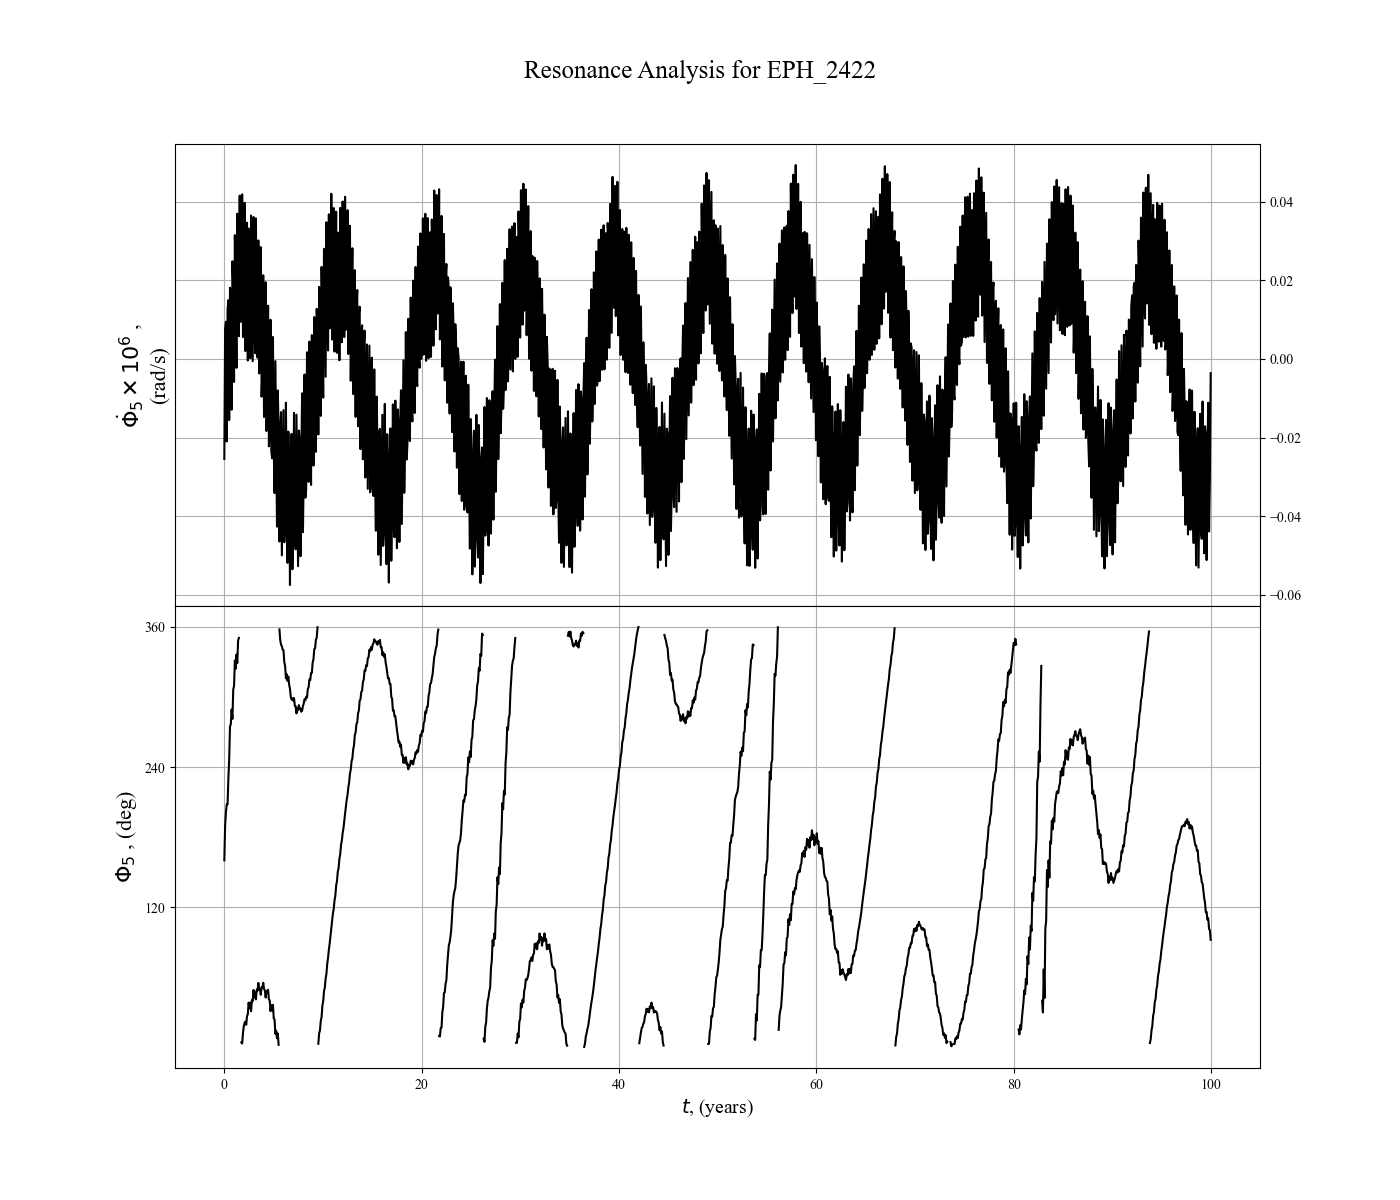 Resonance Analysis for EPH_2422
Φ̇₅ × 10⁶ ,
(rad/s)
0.04
0.02
0.00
−0.02
−0.04
−0.06
360
240
120
Φ₅ , (deg)
0 20 40 60 80 100
t, (years)